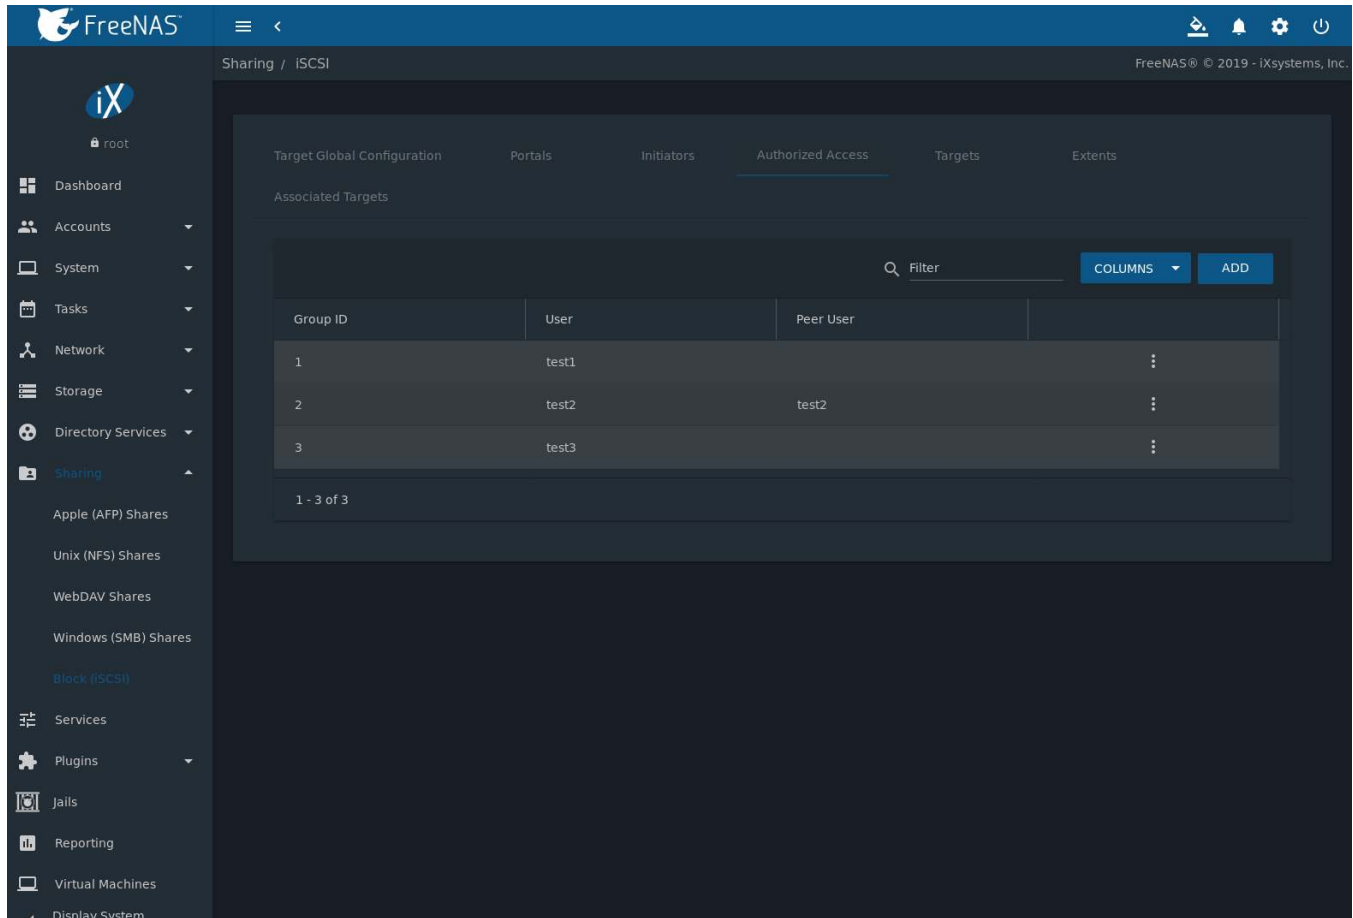 FreeNAS™
Sharing / iSCSI
FreeNAS® © 2019 - iXsystems, Inc.
iX
root
Dashboard
Accounts
System
Tasks
Network
Storage
Directory Services
Sharing
Apple (AFP) Shares
Unix (NFS) Shares
WebDAV Shares
Windows (SMB) Shares
Block (iSCSI)
Services
Plugins
Jails
Reporting
Virtual Machines
Display System
Target Global Configuration Portals Initiators Authorized Access Targets Extents
Associated Targets
Filter COLUMNS ADD
Group ID User Peer User
1 test1
2 test2 test2
3 test3
1 - 3 of 3